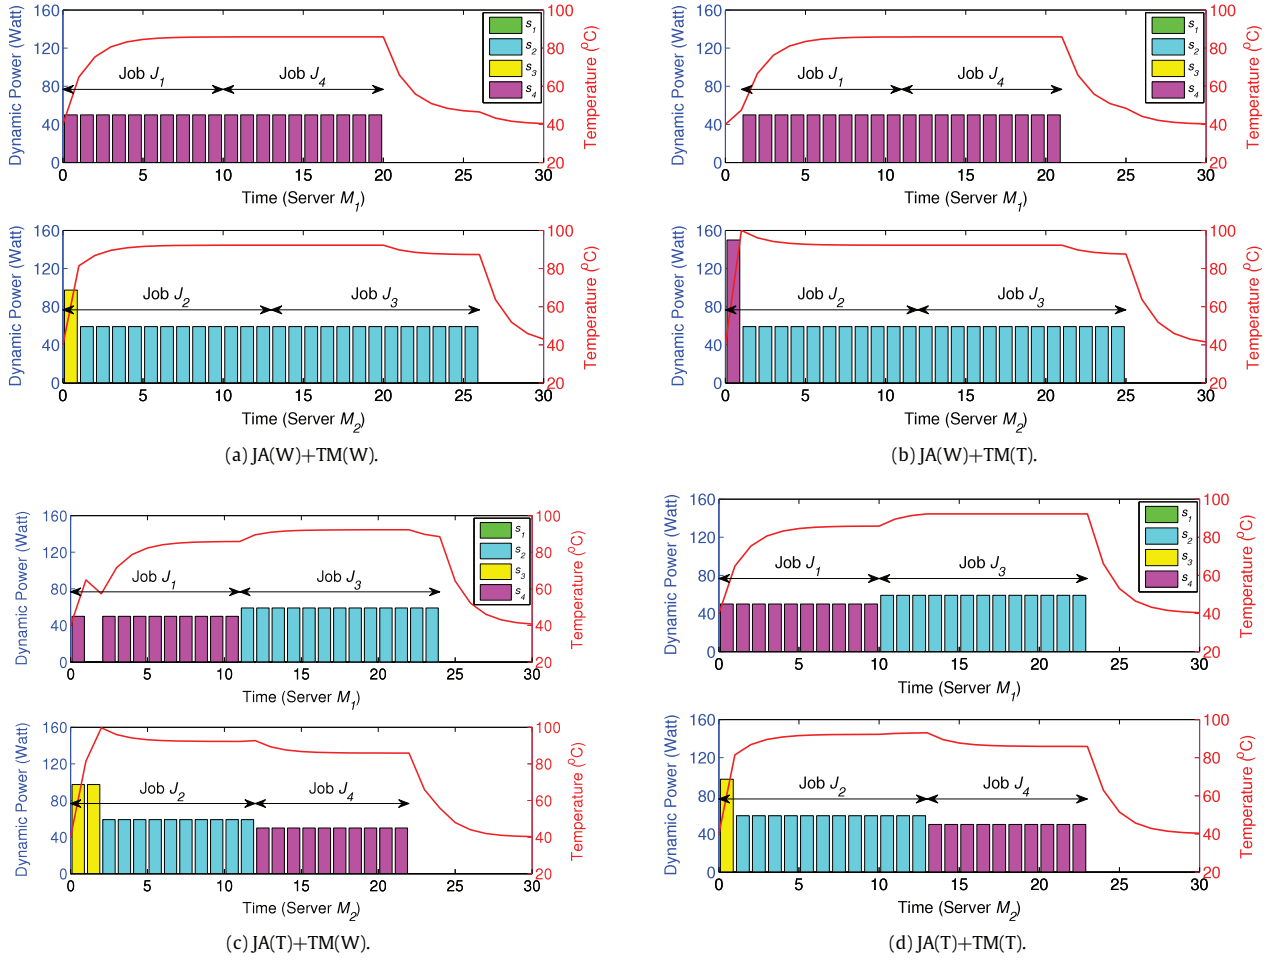 Dynamic Power (Watt)
160
120
80
40
0
100
80
60
40
20
Temperature (⁰C)
s1
s2
s3
s4
Job J1
Job J4
0 5 10 15 20 25 30
Time (Server M1)
Dynamic Power (Watt)
160
120
80
40
0
100
80
60
40
20
Temperature (⁰C)
Job J2
Job J3
0 5 10 15 20 25 30
Time (Server M2)
(a) JA(W)+TM(W).
Dynamic Power (Watt)
160
120
80
40
0
100
80
60
40
20
Temperature (⁰C)
s1
s2
s3
s4
Job J1
Job J4
0 5 10 15 20 25 30
Time (Server M1)
Dynamic Power (Watt)
160
120
80
40
0
100
80
60
40
20
Temperature (⁰C)
Job J2
Job J3
0 5 10 15 20 25 30
Time (Server M2)
(b) JA(W)+TM(T).
Dynamic Power (Watt)
160
120
80
40
0
100
80
60
40
20
Temperature (⁰C)
s1
s2
s3
s4
Job J1
Job J3
0 5 10 15 20 25 30
Time (Server M1)
Dynamic Power (Watt)
160
120
80
40
0
100
80
60
40
20
Temperature (⁰C)
Job J2
Job J4
0 5 10 15 20 25 30
Time (Server M2)
(c) JA(T)+TM(W).
Dynamic Power (Watt)
160
120
80
40
0
100
80
60
40
20
Temperature (⁰C)
s1
s2
s3
s4
Job J1
Job J3
0 5 10 15 20 25 30
Time (Server M1)
Dynamic Power (Watt)
160
120
80
40
0
100
80
60
40
20
Temperature (⁰C)
Job J2
Job J4
0 5 10 15 20 25 30
Time (Server M2)
(d) JA(T)+TM(T).